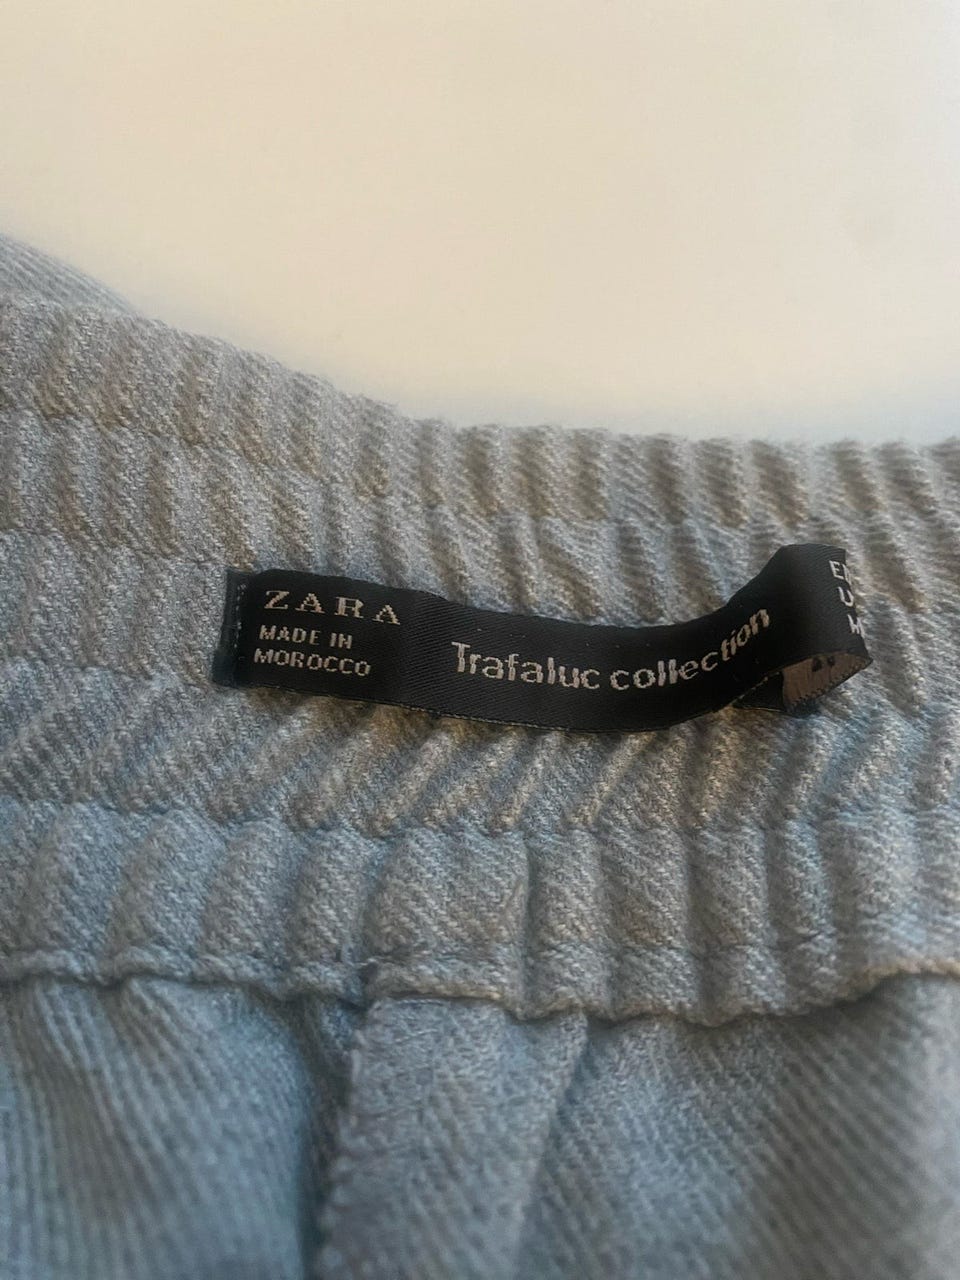 ZARA
MADE IN
MOROCCO
Trafaluc collection